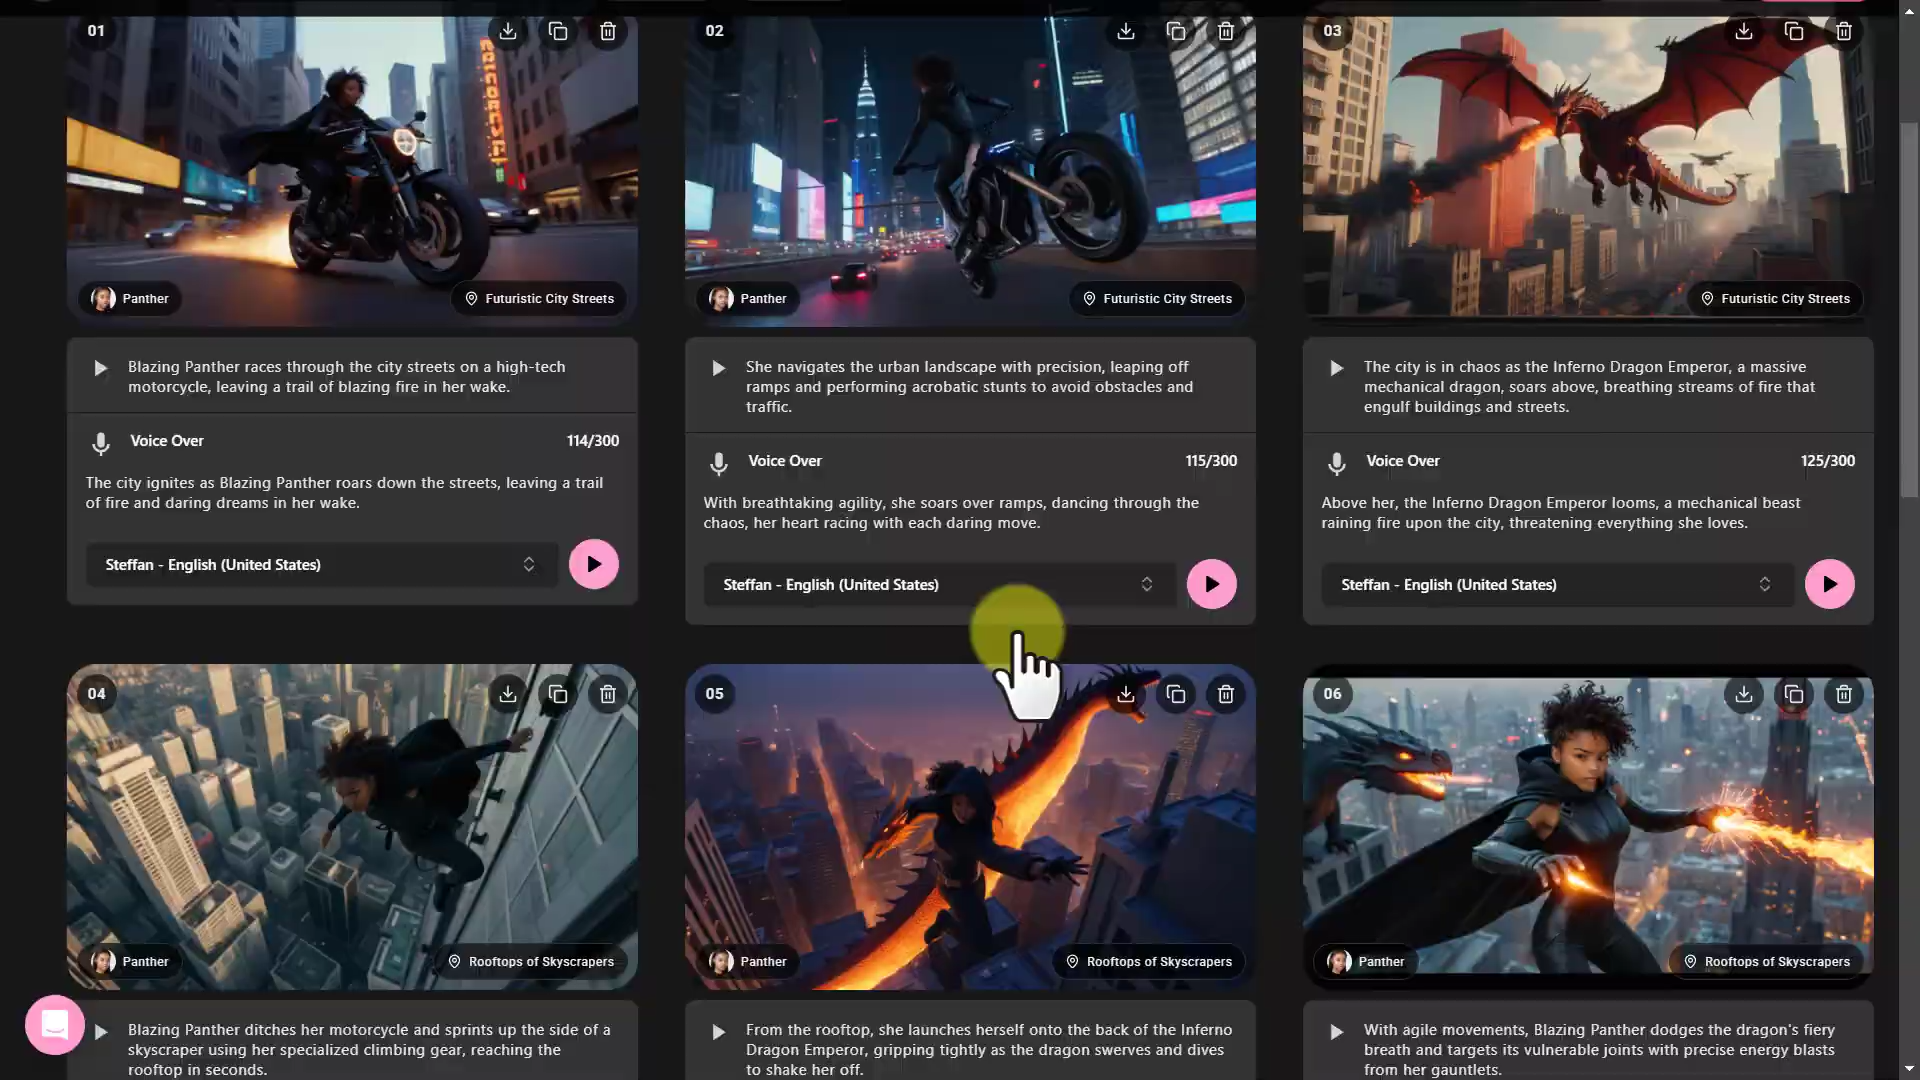 01
02
03
Panther
Futuristic City Streets
Panther
Futuristic City Streets
Futuristic City Streets
Blazing Panther races through the city streets on a high-tech
motorcycle, leaving a trail of blazing fire in her wake.
Voice Over
114/300
The city ignites as Blazing Panther roars down the streets, leaving a trail
of fire and daring dreams in her wake.
Steffan - English (United States)
She navigates the urban landscape with precision, leaping off
ramps and performing acrobatic stunts to avoid obstacles and
traffic.
Voice Over
115/300
With breathtaking agility, she soars over ramps, dancing through the
chaos, her heart racing with each daring move.
Steffan - English (United States)
The city is in chaos as the Inferno Dragon Emperor, a massive
mechanical dragon, soars above, breathing streams of fire that
engulf buildings and streets.
Voice Over
125/300
Above her, the Inferno Dragon Emperor looms, a mechanical beast
raining fire upon the city, threatening everything she loves.
Steffan - English (United States)
04
05
06
Panther
Rooftops of Skyscrapers
Panther
Rooftops of Skyscrapers
Panther
Rooftops of Skyscrapers
Blazing Panther ditches her motorcycle and sprints up the side of a
skyscraper using her specialized climbing gear, reaching the
rooftop in seconds.
From the rooftop, she launches herself onto the back of the Inferno
Dragon Emperor, gripping tightly as the dragon swerves and dives
to shake her off.
With agile movements, Blazing Panther dodges the dragon's fiery
breath and targets its vulnerable joints with precise energy blasts
from her gauntlets.